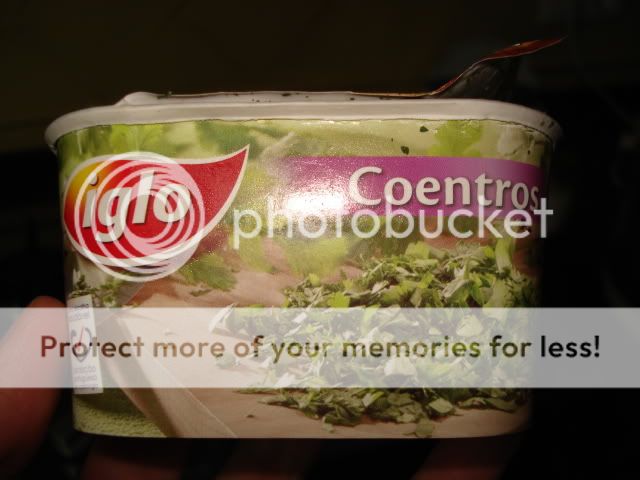 iglo
Coentros
photobucket
Protect more of your memories for less!